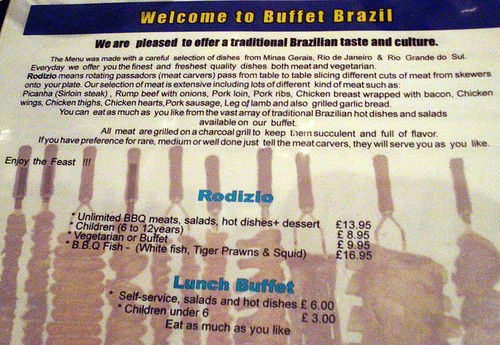 Welcome to Buffet Brazil
We are pleased to offer a traditional Brazilian taste and culture.
The Menu was made with a careful selection of dishes from Minas Gerais, Rio de Janeiro & Rio Grande do Sul.
Everyday we offer you the finest and freshest quality dishes both meat and vegetarian.
Rodizio means rotating passadors (meat carvers) pass from table to table slicing different cuts of meat from skewers
onto your plate. Our selection of meat is extensive including lots of different kind of meat such as:
Picanha (Sirloin steak) , Rump beef with onions, Pork loin, Pork ribs, Chicken breast wrapped with bacon, Chicken
wings, Chicken thighs, Chicken hearts, Pork sausage, Leg of lamb and also grilled garlic bread.
You can eat as much as you like from the vast array of traditional Brazilian hot dishes and salads
available on our buffet.
All meat are grilled on a charcoal grill to keep them succulent and full of flavor.
If you have preference for rare, medium or well done just tell the meat carvers, they will serve you as you like.
Enjoy the Feast !!!
Rodizio
* Unlimited BBQ meats, salads, hot dishes+ dessert £13.95
* Children (6 to 12years) £ 8.95
* Vegetarian or Buffet £ 9.95
* B.B.Q Fish - (White fish, Tiger Prawns & Squid) £16.95
Lunch Buffet
* Self-service, salads and hot dishes £ 6.00
* Children under 6 £ 3.00
Eat as much as you like